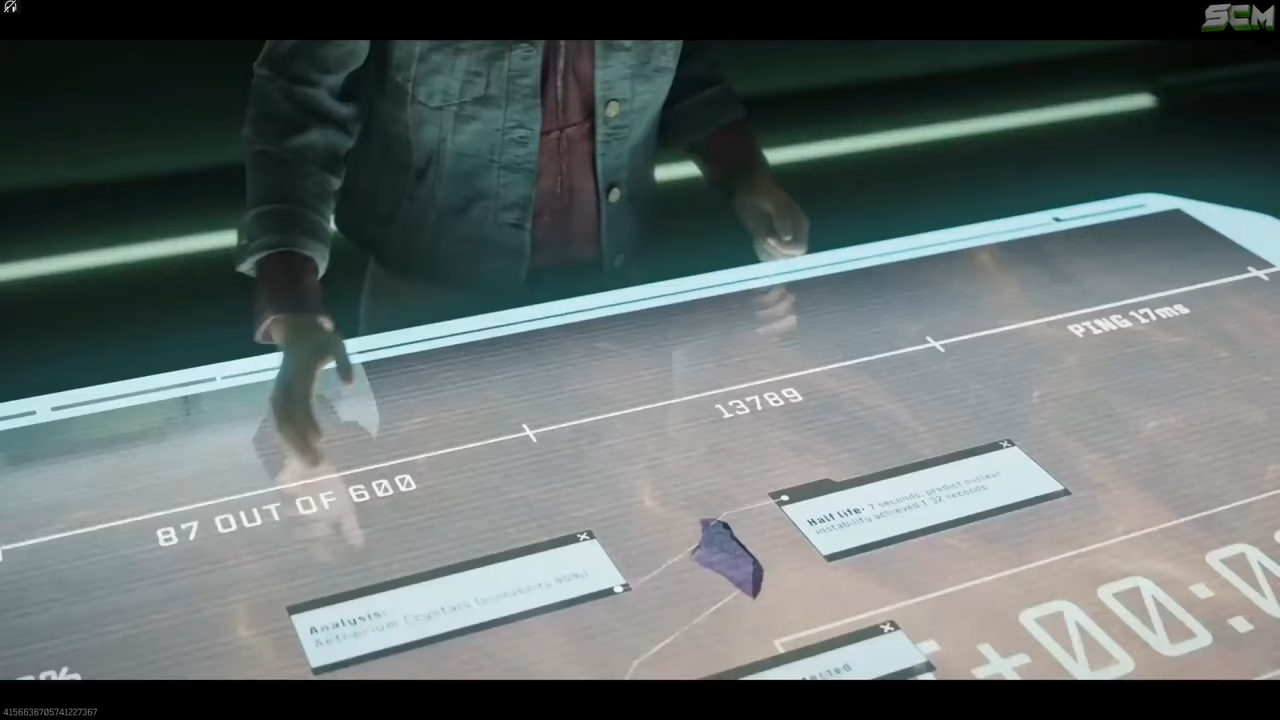 SCM
PING 17ms
13789
87 OUT OF 600
Half life- 7 seconds, predict nuclear
instability achieved 1.32 seconds
Analysis:
Aetherium Crystals
+00:0
4156636705741227367